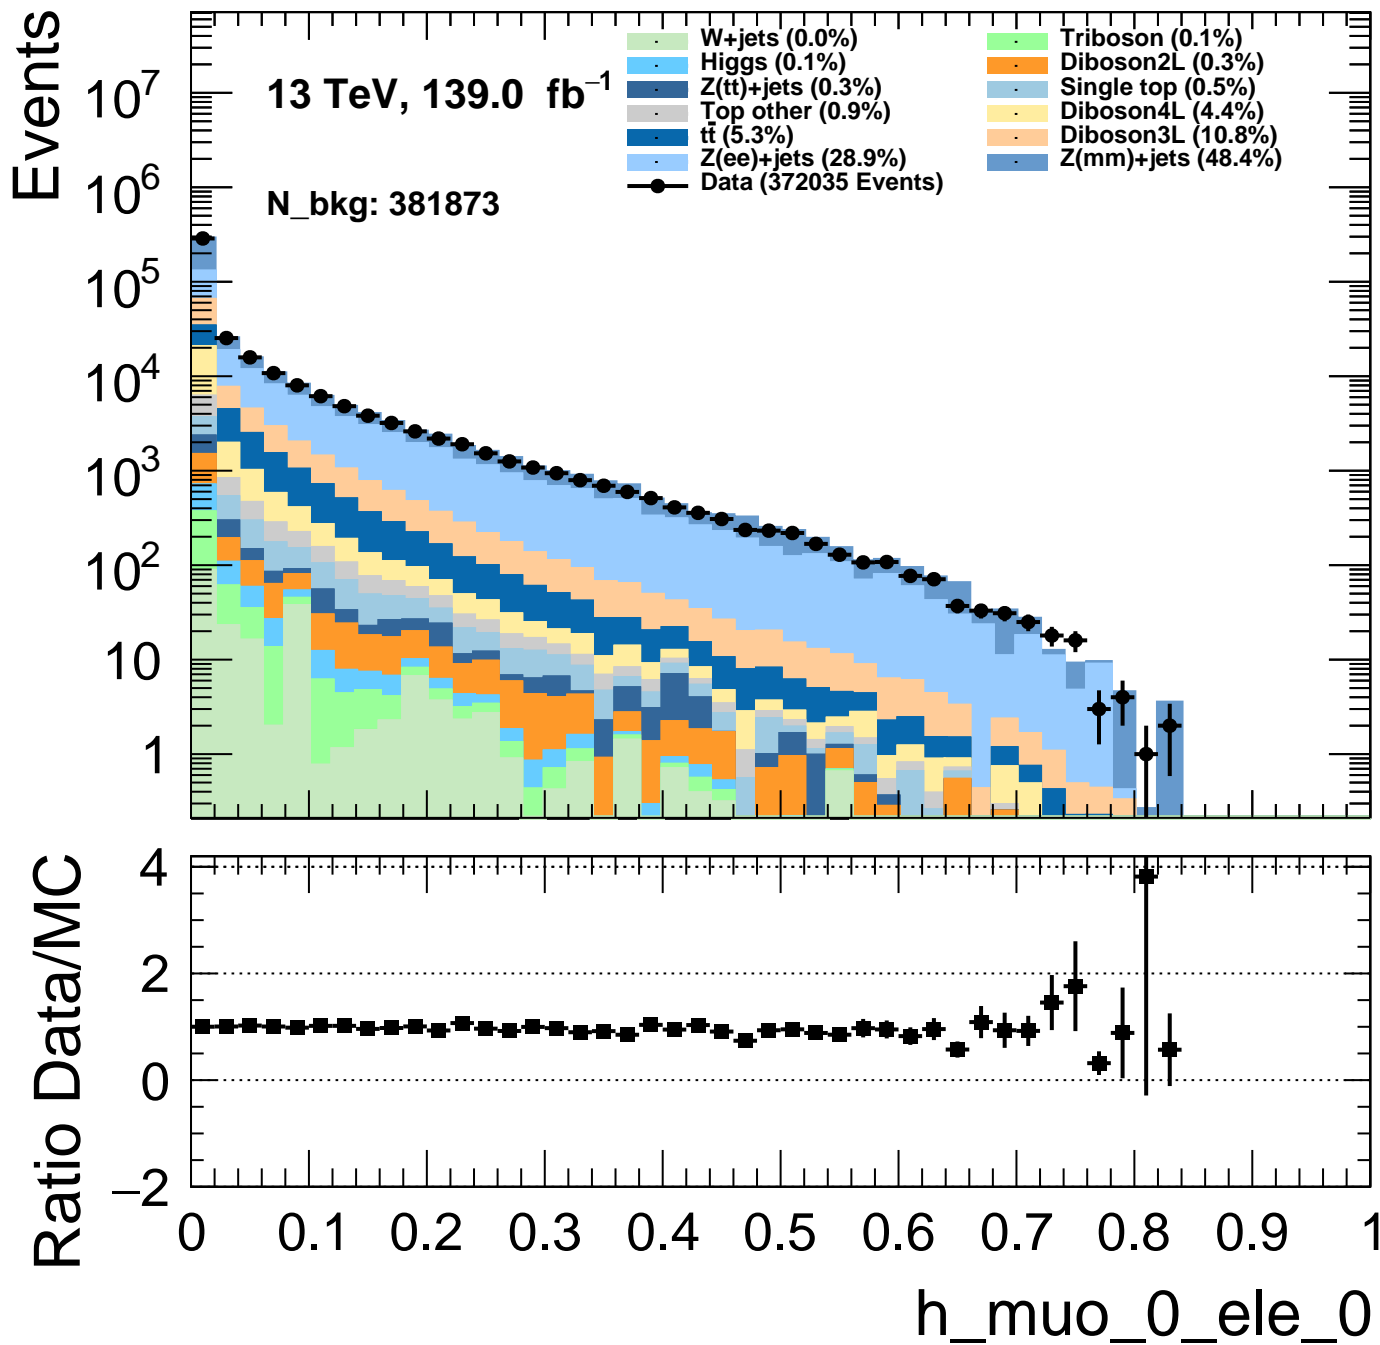 Events
10⁷
10⁶
10⁵
10⁴
10³
10²
10
1
13 TeV, 139.0 fb⁻¹
N_bkg: 381873
W+jets (0.0%)
Higgs (0.1%)
Z(tt)+jets (0.3%)
Top other (0.9%)
tt̄ (5.3%)
Z(ee)+jets (28.9%)
Data (372035 Events)
Triboson (0.1%)
Diboson2L (0.3%)
Single top (0.5%)
Diboson4L (4.4%)
Diboson3L (10.8%)
Z(mm)+jets (48.4%)
Ratio Data/MC
4
2
0
−2
0 0.1 0.2 0.3 0.4 0.5 0.6 0.7 0.8 0.9 1
h_muo_0_ele_0